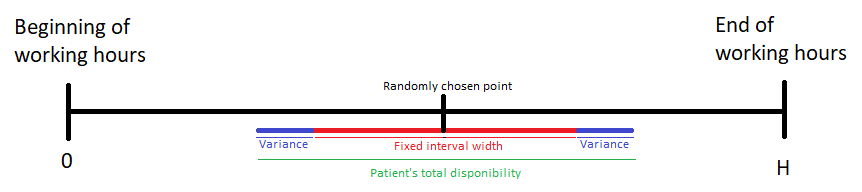 Beginning of
working hours
End of
working hours
Randomly chosen point
Variance
Fixed interval width
Variance
Patient's total disponibility
0
H